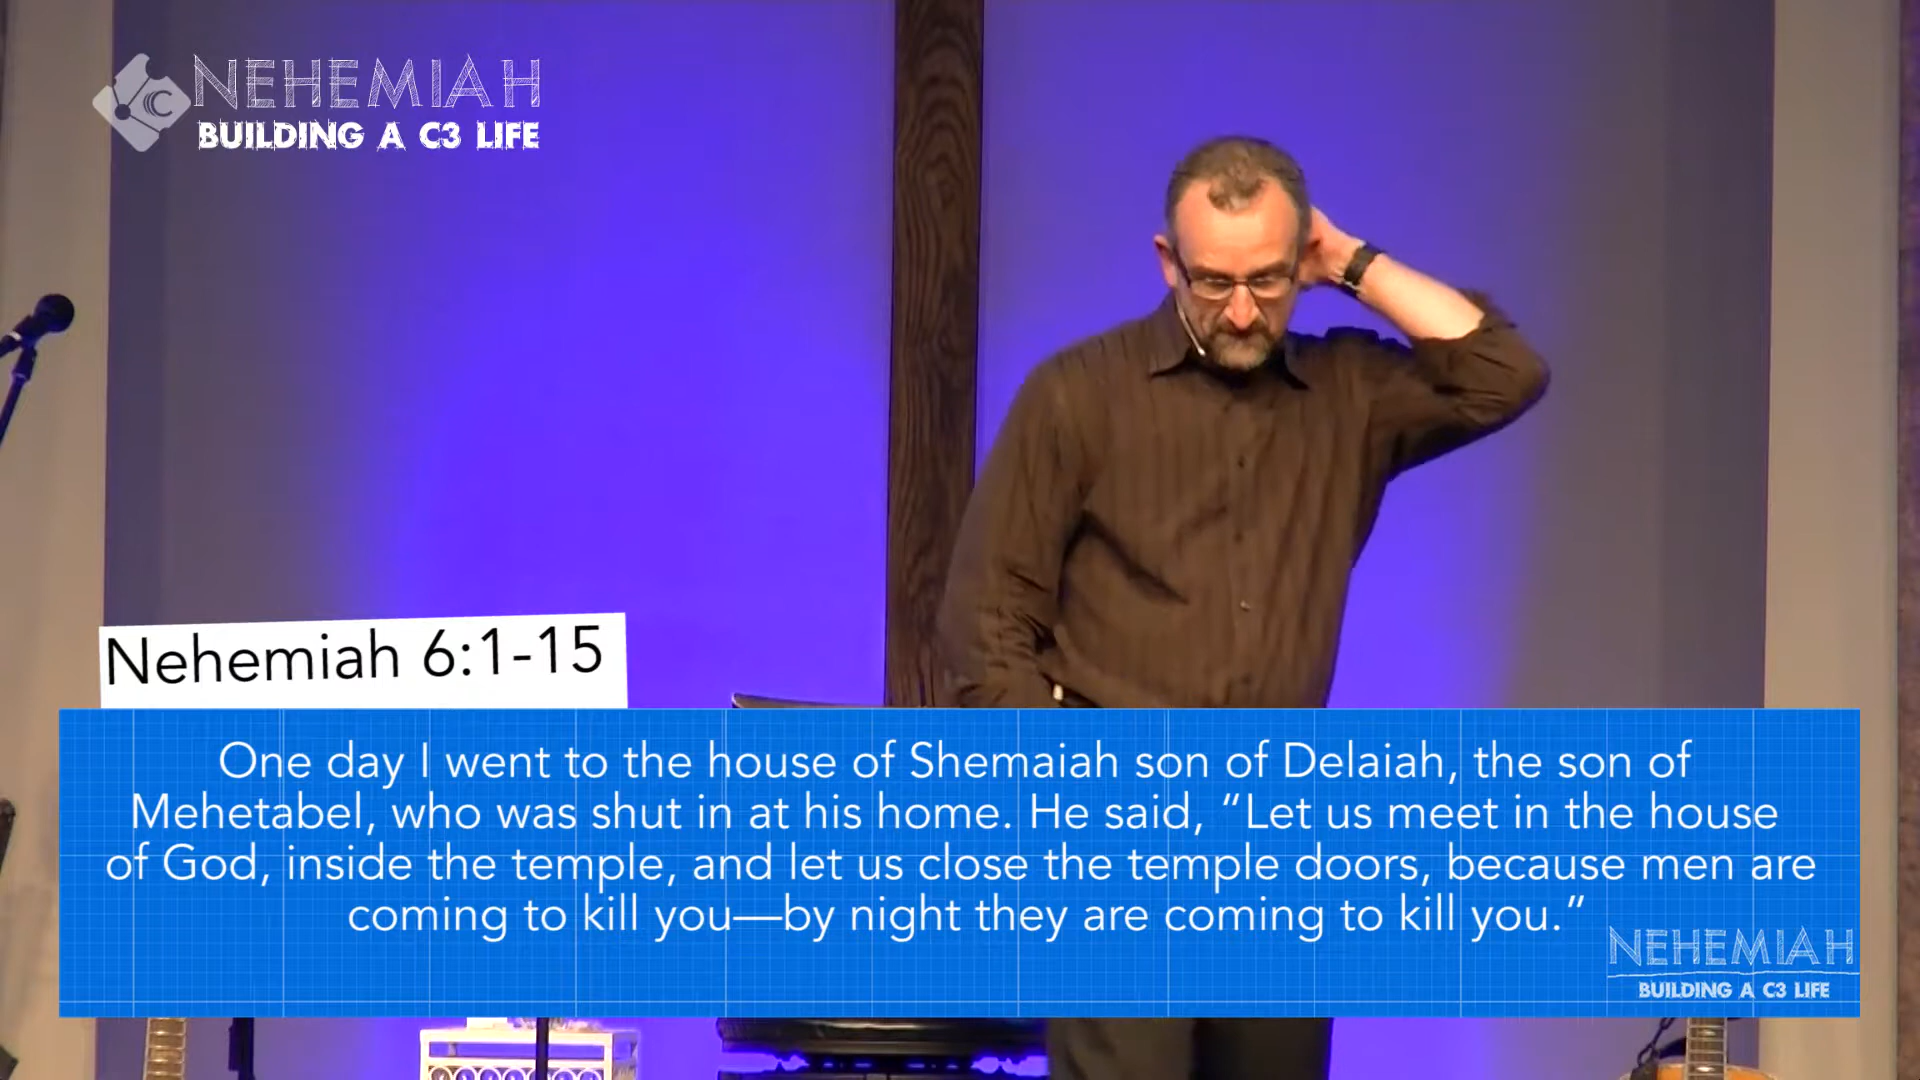 NEHEMIAH
BUILDING A C3 LIFE
Nehemiah 6:1-15
One day I went to the house of Shemaiah son of Delaiah, the son of
Mehetabel, who was shut in at his home. He said, “Let us meet in the house
of God, inside the temple, and let us close the temple doors, because men are
coming to kill you—by night they are coming to kill you.”
NEHEMIAH
BUILDING A C3 LIFE